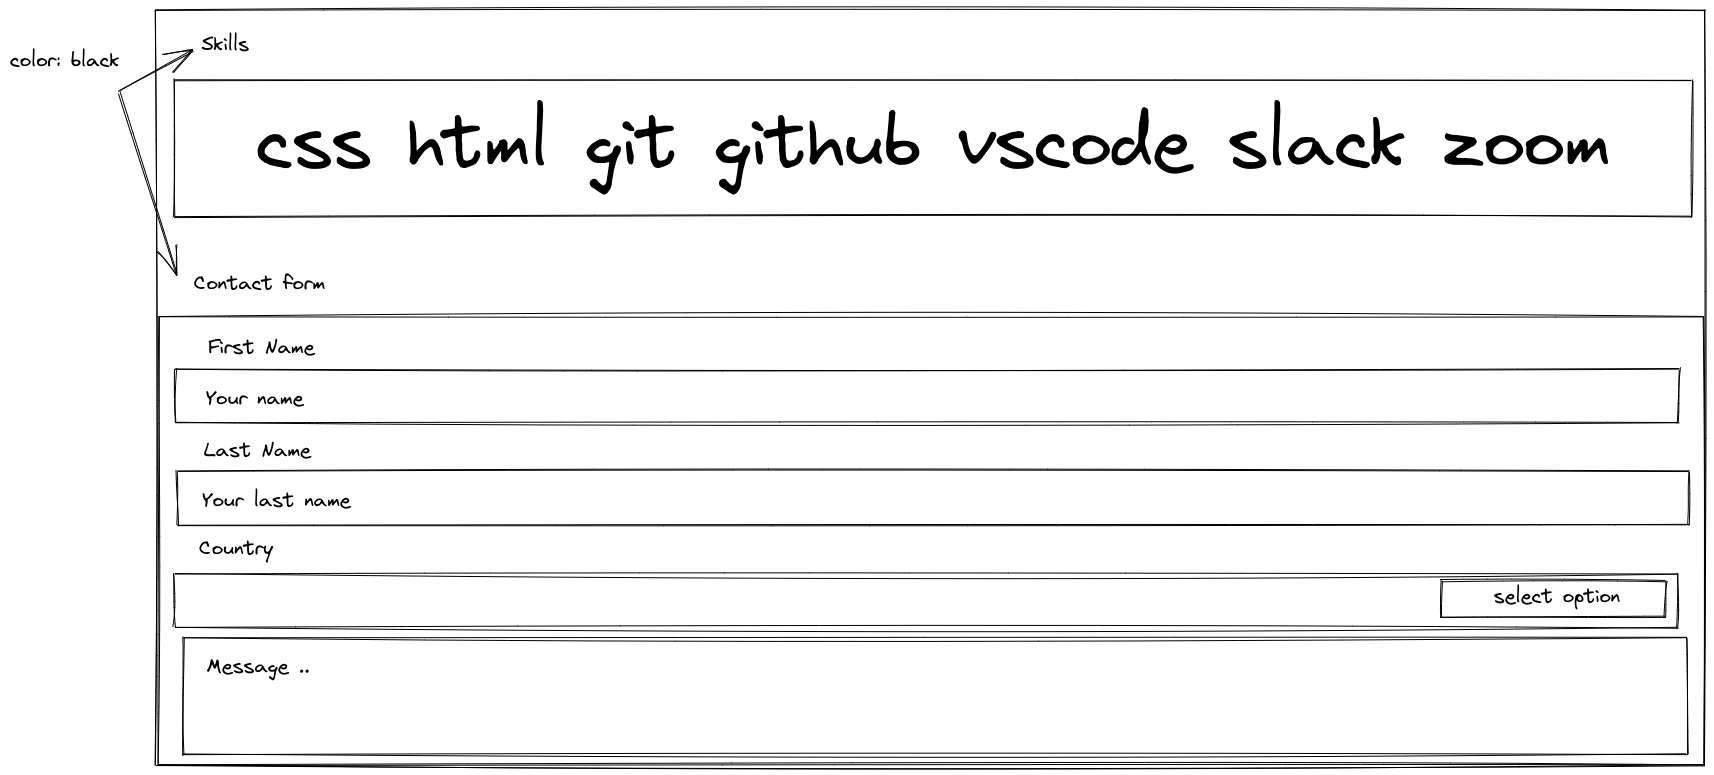 Skills
color: black
css html git github vscode slack zoom
Contact form
First Name
Your name
Last Name
Your last name
Country
select option
Message ..